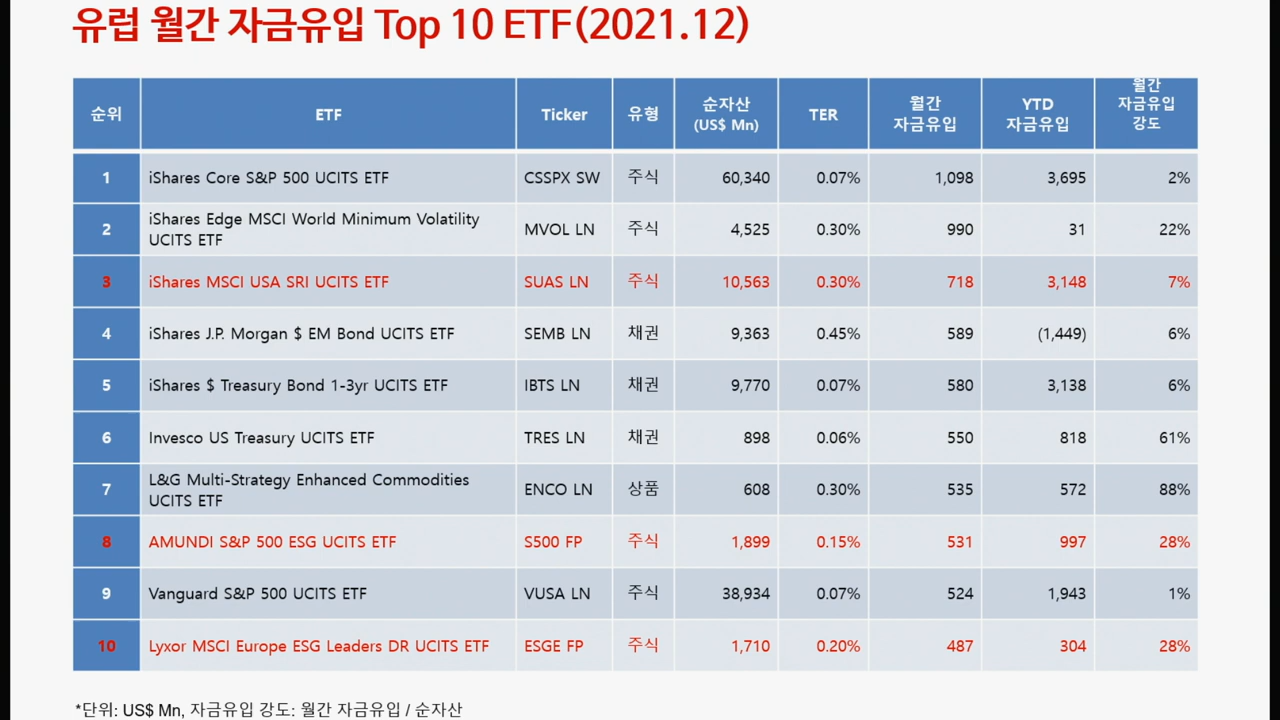 유럽 월간 자금유입 Top 10 ETF(2021.12)
순위 ETF Ticker 유형 순자산 (US$ Mn) TER 월간 자금유입 YTD 자금유입 월간 자금유입 강도
1 iShares Core S&P 500 UCITS ETF CSSPX SW 주식 60,340 0.07% 1,098 3,695 2%
2 iShares Edge MSCI World Minimum Volatility UCITS ETF MVOL LN 주식 4,525 0.30% 990 31 22%
3 iShares MSCI USA SRI UCITS ETF SUAS LN 주식 10,563 0.30% 718 3,148 7%
4 iShares J.P. Morgan $ EM Bond UCITS ETF SEMB LN 채권 9,363 0.45% 589 (1,449) 6%
5 iShares $ Treasury Bond 1-3yr UCITS ETF IBTS LN 채권 9,770 0.07% 580 3,138 6%
6 Invesco US Treasury UCITS ETF TRES LN 채권 898 0.06% 550 818 61%
7 L&G Multi-Strategy Enhanced Commodities UCITS ETF ENCO LN 상품 608 0.30% 535 572 88%
8 AMUNDI S&P 500 ESG UCITS ETF S500 FP 주식 1,899 0.15% 531 997 28%
9 Vanguard S&P 500 UCITS ETF VUSA LN 주식 38,934 0.07% 524 1,943 1%
10 Lyxor MSCI Europe ESG Leaders DR UCITS ETF ESGE FP 주식 1,710 0.20% 487 304 28%
*단위: US$ Mn, 자금유입 강도: 월간 자금유입 / 순자산